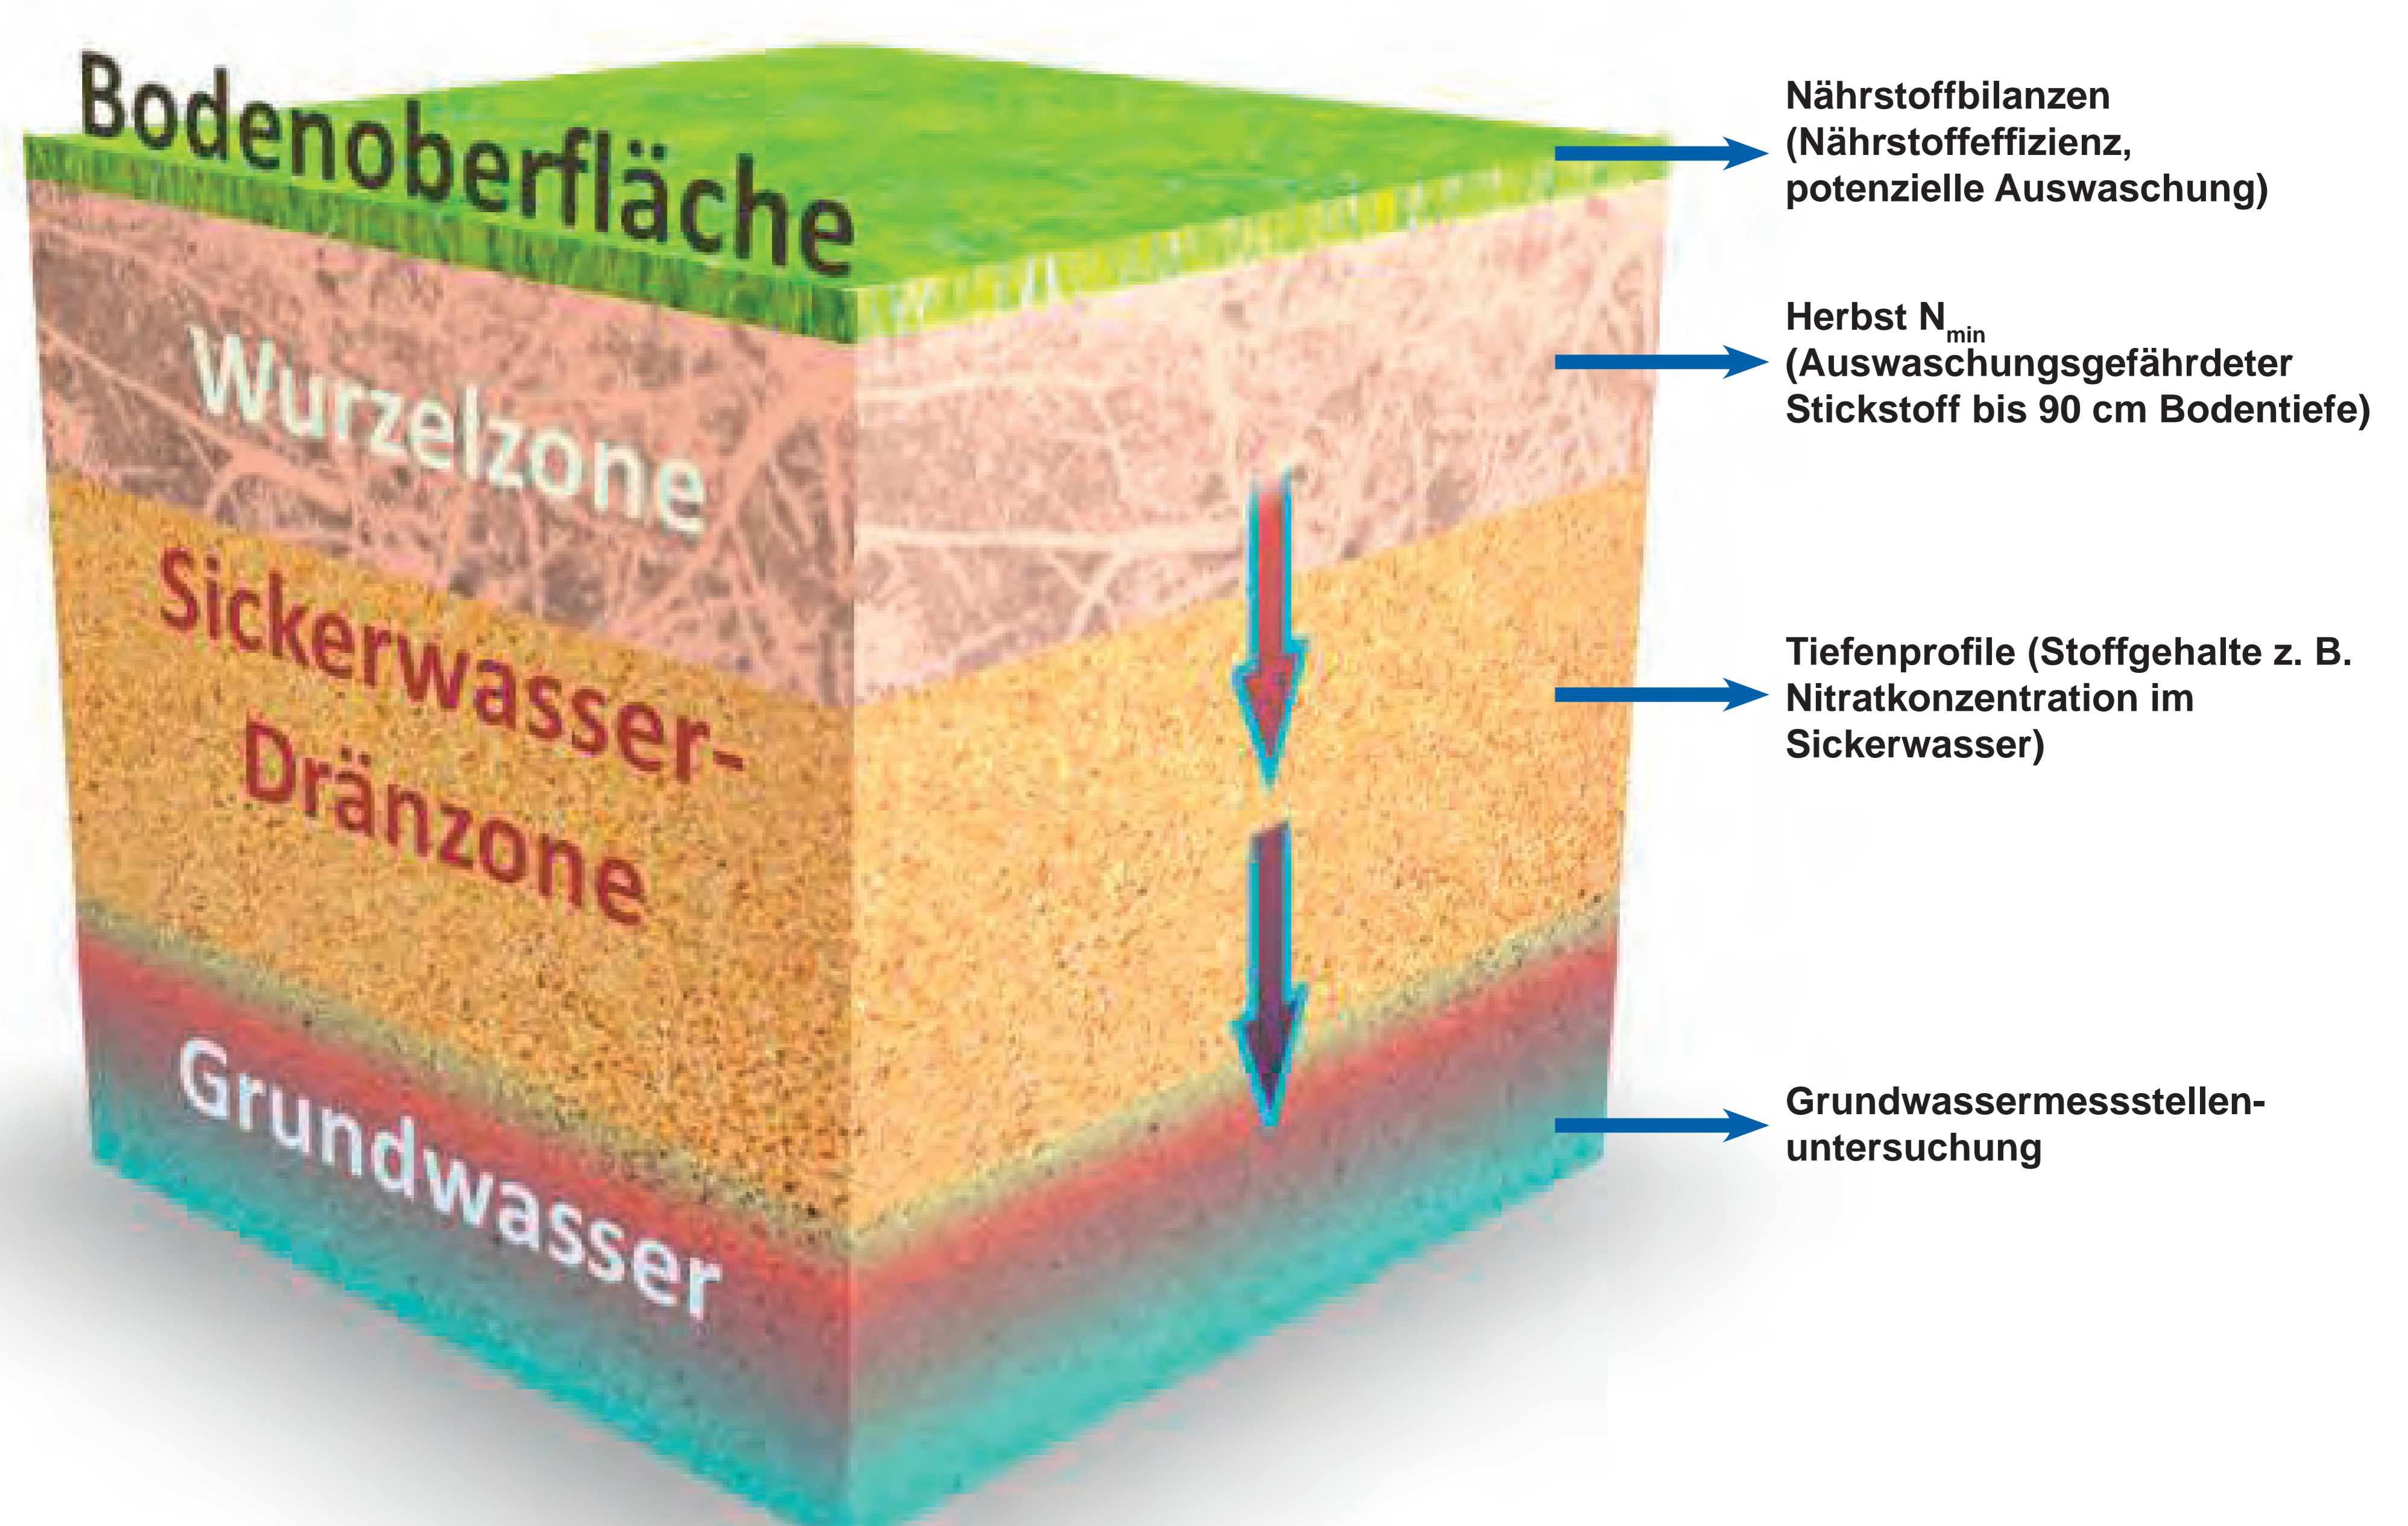 Bodenoberfläche
Wurzelzone
Sickerwasser-
Dränzone
Grundwasser
Nährstoffbilanzen
(Nährstoffeffizienz,
potenzielle Auswaschung)
Herbst Nmin
(Auswaschungsgefährdeter
Stickstoff bis 90 cm Bodentiefe)
Tiefenprofile (Stoffgehalte z. B.
Nitratkonzentration im
Sickerwasser)
Grundwassermessstellen-
untersuchung